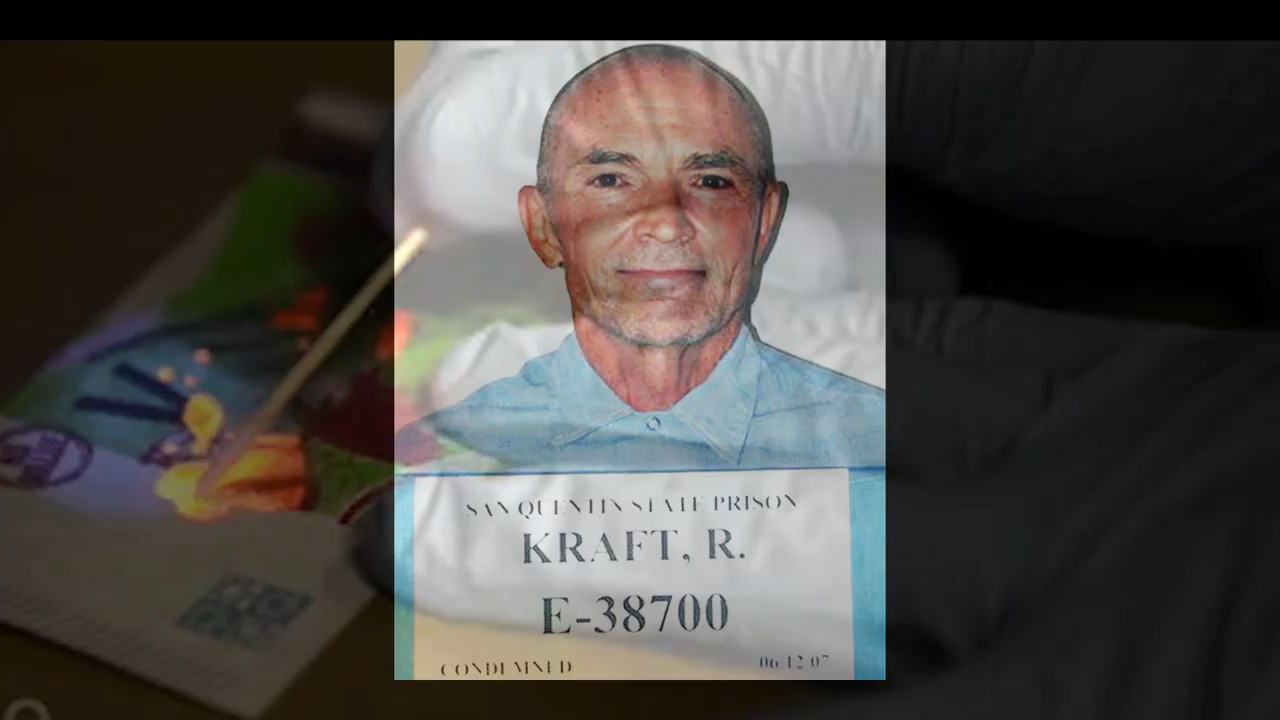 SAN QUENTIN STATE PRISON
KRAFT, R.
E-38700
CONDEMNED 06 12 07